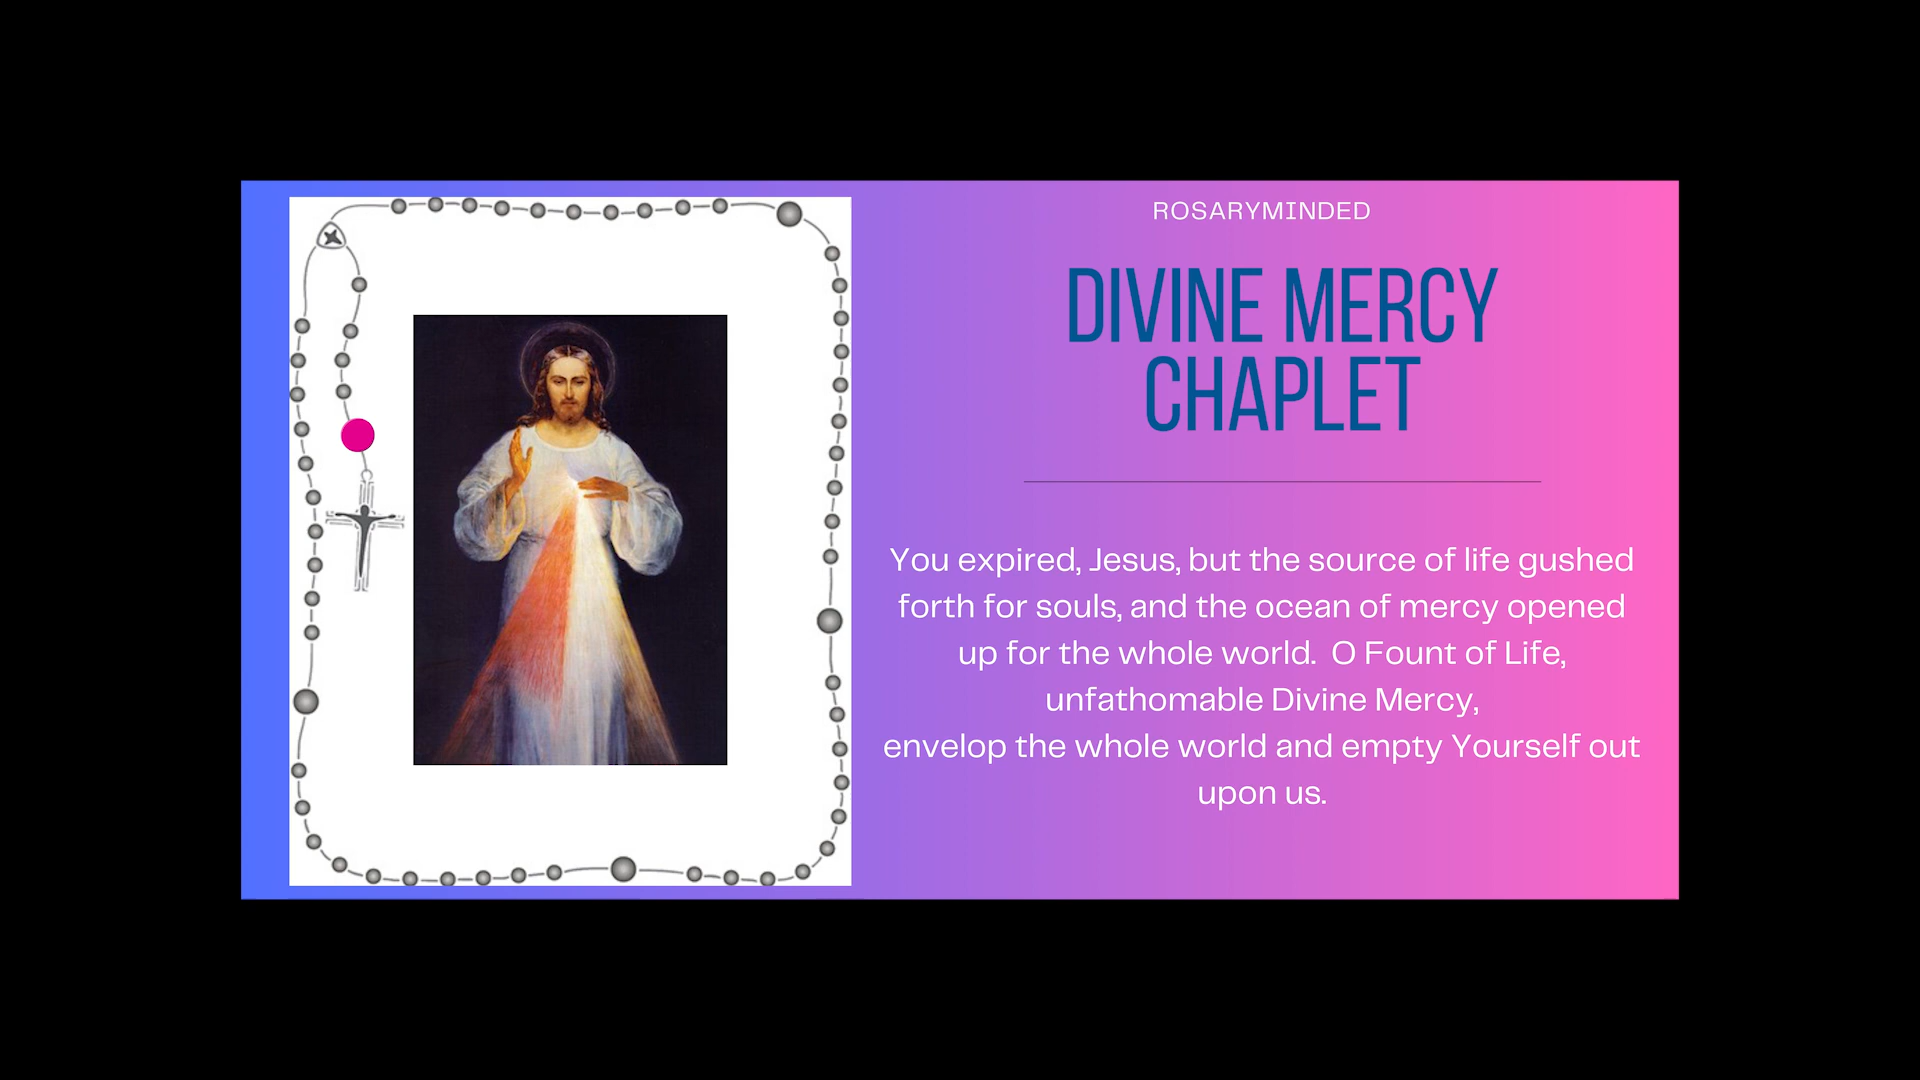 ROSARYMINDED
DIVINE MERCY
CHAPLET
You expired, Jesus, but the source of life gushed
forth for souls, and the ocean of mercy opened
up for the whole world.  O Fount of Life,
unfathomable Divine Mercy,
envelop the whole world and empty Yourself out
upon us.